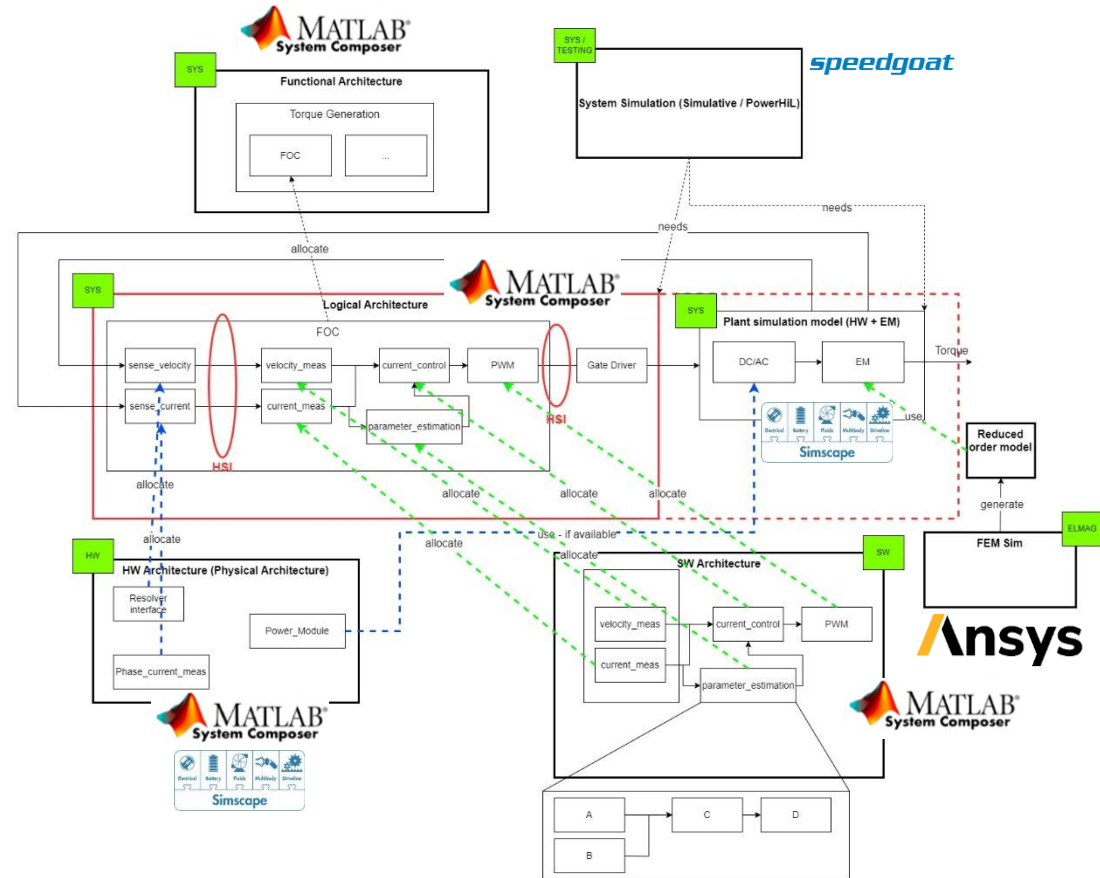 MATLAB®
System Composer
SYS
Functional Architecture
Torque Generation
FOC
...
SYS /
TESTING
System Simulation (Simulative / PowerHiL)
speedgoat
needs
needs
allocate
SYS
MATLAB®
System Composer
Logical Architecture
FOC
sense_velocity
velocity_meas
current_control
PWM
Gate Driver
sense_current
current_meas
parameter_estimation
HSI
HSI
SYS
Plant simulation model (HW + EM)
DC/AC
EM
Torque
use
Electrical
Battery
Fluids
Multibody
Driveline
Simscape
Reduced
order model
generate
allocate
allocate
allocate
allocate
allocate
allocate
use - if available
allocate
ELMAG
FEM Sim
Ansys
HW
HW Architecture (Physical Architecture)
Resolver
interface
Power_Module
Phase_current_meas
MATLAB®
System Composer
Electrical
Battery
Fluids
Multibody
Driveline
Simscape
SW
SW Architecture
velocity_meas
current_control
PWM
current_meas
parameter_estimation
MATLAB®
System Composer
A
C
D
B